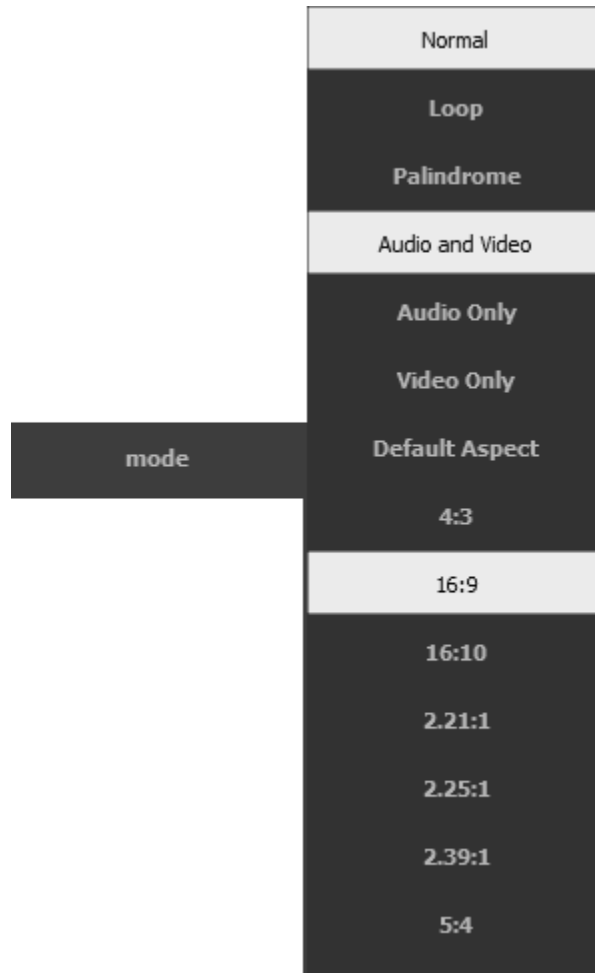 Normal
Loop
Palindrome
Audio and Video
Audio Only
Video Only
mode
Default Aspect
4:3
16:9
16:10
2.21:1
2.25:1
2.39:1
5:4